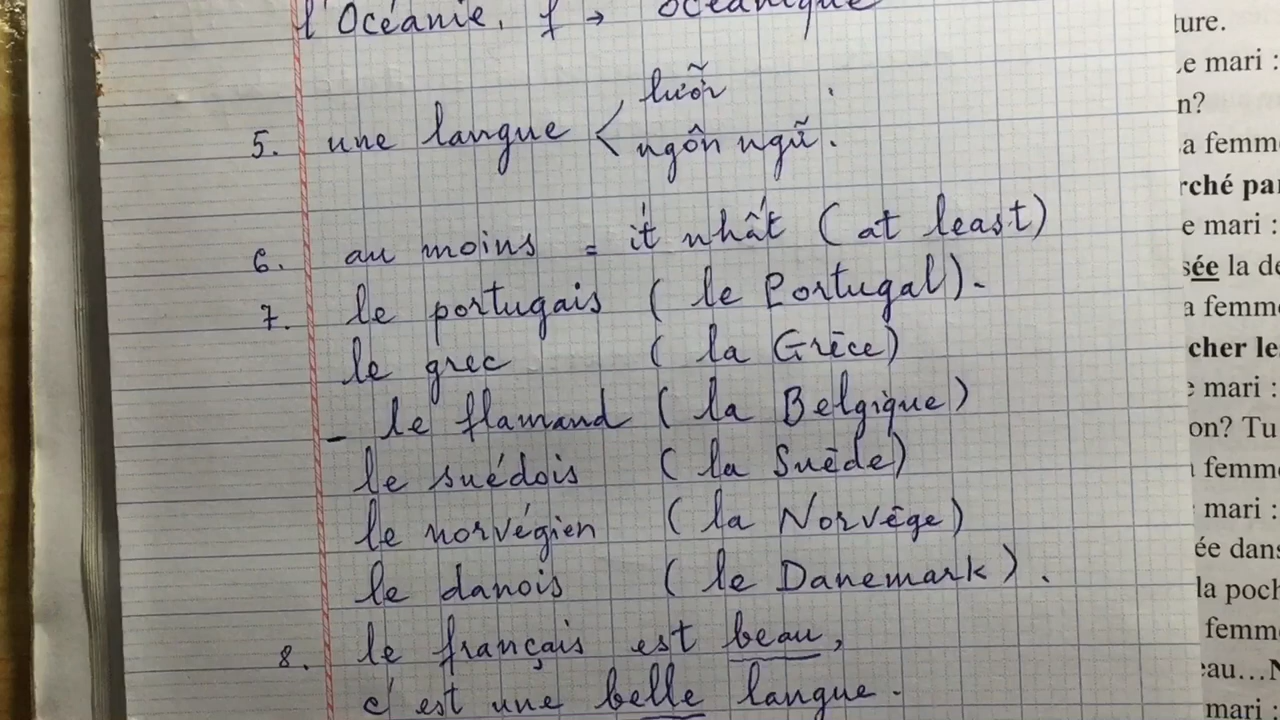 l'Océanie, f → océanique
5. une langue < lưỡi
ngôn ngữ.
6. au moins = ít nhất (at least)
7. le portugais (le Portugal).
le grec (la Grèce)
- le flamand (la Belgique)
le suédois (la Suède)
le norvégien (la Norvège)
le danois (le Danemark).
8. le français est beau,
c'est une belle langue.
ture.
Le mari :
n?
La femme
rché par
e mari :
sée la de
a femme
cher le
e mari :
on? Tu
femme
mari :
ée dans
la poch
femme
eau…N
mari :